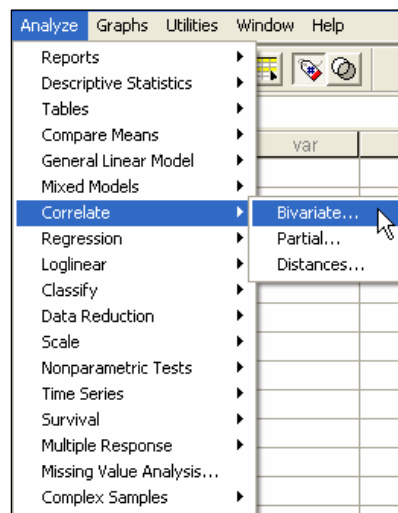 Analyze Graphs Utilities Window Help
Reports
Descriptive Statistics
Tables
Compare Means
var
General Linear Model
Mixed Models
Correlate
Bivariate...
Regression
Partial...
Loglinear
Distances...
Classify
Data Reduction
Scale
Nonparametric Tests
Time Series
Survival
Multiple Response
Missing Value Analysis...
Complex Samples